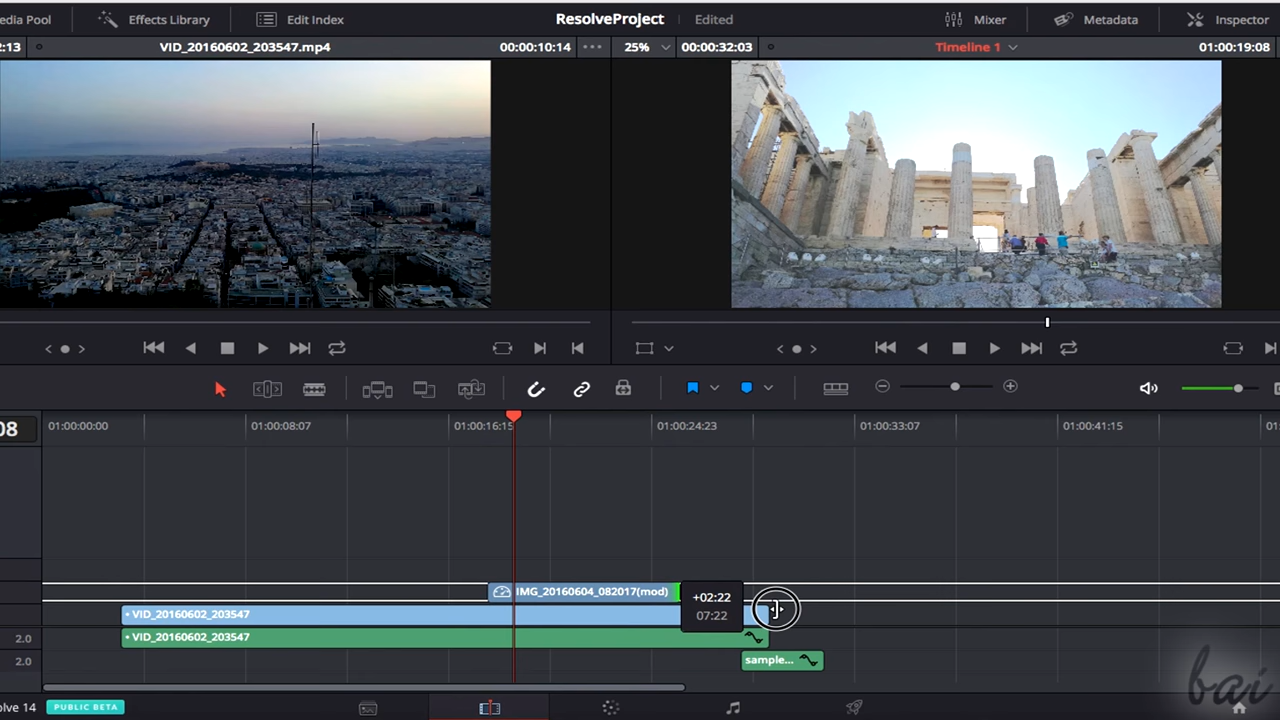 edia Pool Effects Library Edit Index ResolveProject Edited Mixer Metadata Inspector
2:13 VID_20160602_203547.mp4 00:00:10:14 ••• 25% 00:00:32:03 Timeline 1 01:00:19:08
08 01:00:00:00 01:00:08:07 01:00:16:15 01:00:24:23 01:00:33:07 01:00:41:15 01:
IMG_20160604_082017(mod)
+02:22
07:22
VID_20160602_203547
2.0 VID_20160602_203547
2.0 sample...
olve 14 PUBLIC BETA
bai